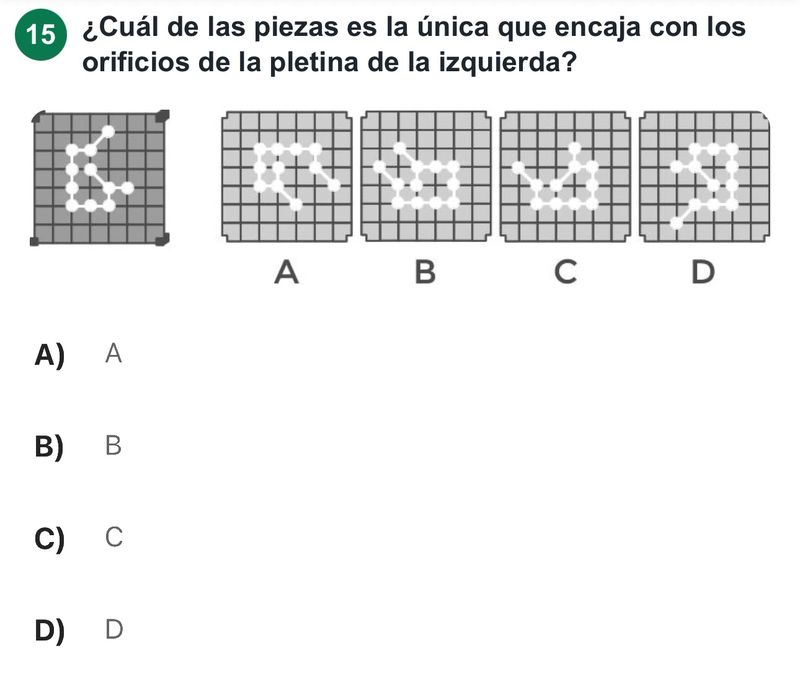 15 ¿Cuál de las piezas es la única que encaja con los
orificios de la pletina de la izquierda?
A B C D
A) A
B) B
C) C
D) D